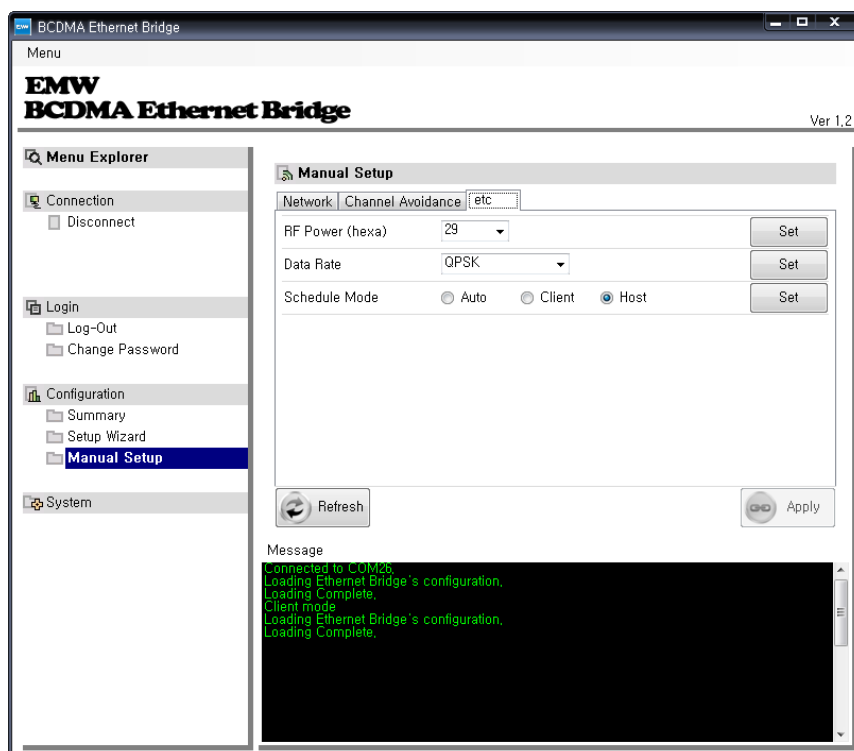 EMW BCDMA Ethernet Bridge
Menu
EMW
BCDMA Ethernet Bridge
Ver 1.2
Menu Explorer
Connection
Disconnect
Login
Log-Out
Change Password
Configuration
Summary
Setup Wizard
Manual Setup
System
Manual Setup
Network Channel Avoidance etc
RF Power (hexa) 29 Set
Data Rate QPSK Set
Schedule Mode Auto Client Host Set
Refresh Apply
Message
Connected to COM26.
Loading Ethernet Bridge's configuration.
Loading Complete.
Client mode
Loading Ethernet Bridge's configuration.
Loading Complete.